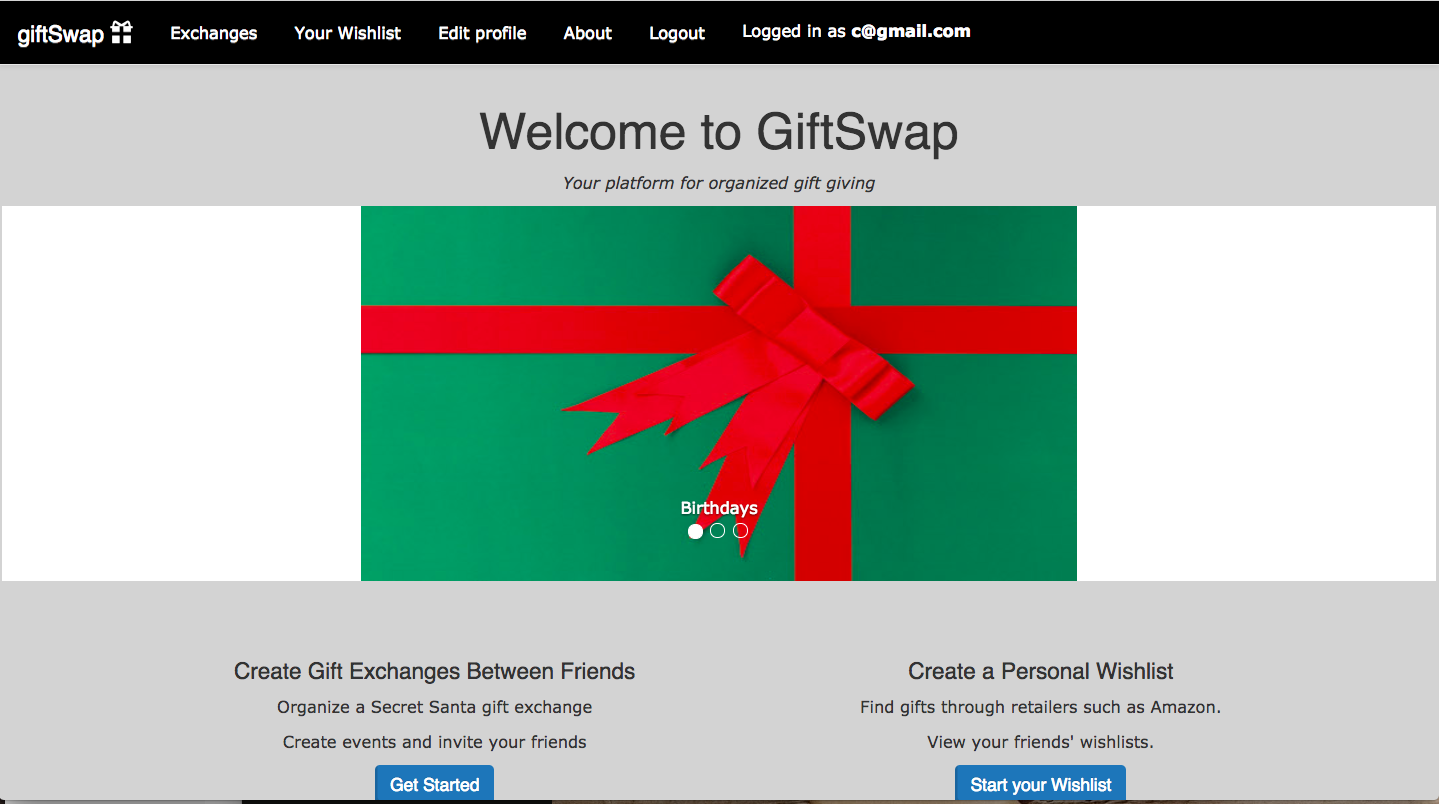 giftSwap Exchanges Your Wishlist Edit profile About Logout Logged in as c@gmail.com
Welcome to GiftSwap
Your platform for organized gift giving
Birthdays
Create Gift Exchanges Between Friends
Organize a Secret Santa gift exchange
Create events and invite your friends
Get Started
Create a Personal Wishlist
Find gifts through retailers such as Amazon.
View your friends' wishlists.
Start your Wishlist